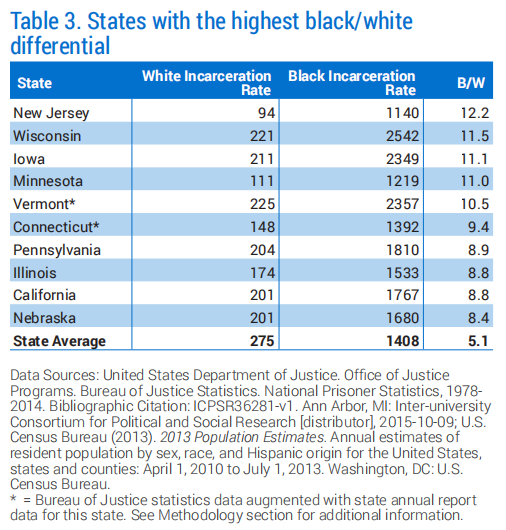 Table 3. States with the highest black/white
differential
State White Incarceration Rate Black Incarceration Rate B/W
New Jersey 94 1140 12.2
Wisconsin 221 2542 11.5
Iowa 211 2349 11.1
Minnesota 111 1219 11.0
Vermont* 225 2357 10.5
Connecticut* 148 1392 9.4
Pennsylvania 204 1810 8.9
Illinois 174 1533 8.8
California 201 1767 8.8
Nebraska 201 1680 8.4
State Average 275 1408 5.1
Data Sources: United States Department of Justice. Office of Justice
Programs. Bureau of Justice Statistics. National Prisoner Statistics, 1978-
2014. Bibliographic Citation: ICPSR36281-v1. Ann Arbor, MI: Inter-university
Consortium for Political and Social Research [distributor], 2015-10-09; U.S.
Census Bureau (2013). 2013 Population Estimates. Annual estimates of
resident population by sex, race, and Hispanic origin for the United States,
states and counties: April 1, 2010 to July 1, 2013. Washington, DC: U.S.
Census Bureau.
* = Bureau of Justice statistics data augmented with state annual report
data for this state. See Methodology section for additional information.